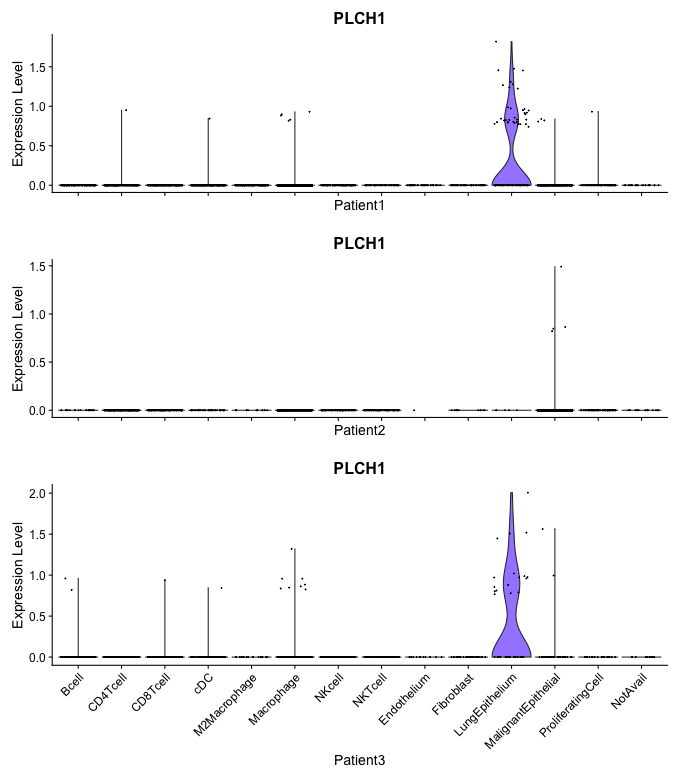 PLCH1
Expression Level
1.5
1.0
0.5
0.0
Patient1
PLCH1
Expression Level
1.5
1.0
0.5
0.0
Patient2
PLCH1
Expression Level
2.0
1.5
1.0
0.5
0.0
Bcell
CD4Tcell
CD8Tcell
cDC
M2Macrophage
Macrophage
NKcell
NKTcell
Endothelium
Fibroblast
LungEpithelium
MalignantEpithelial
ProliferatingCell
NotAvail
Patient3